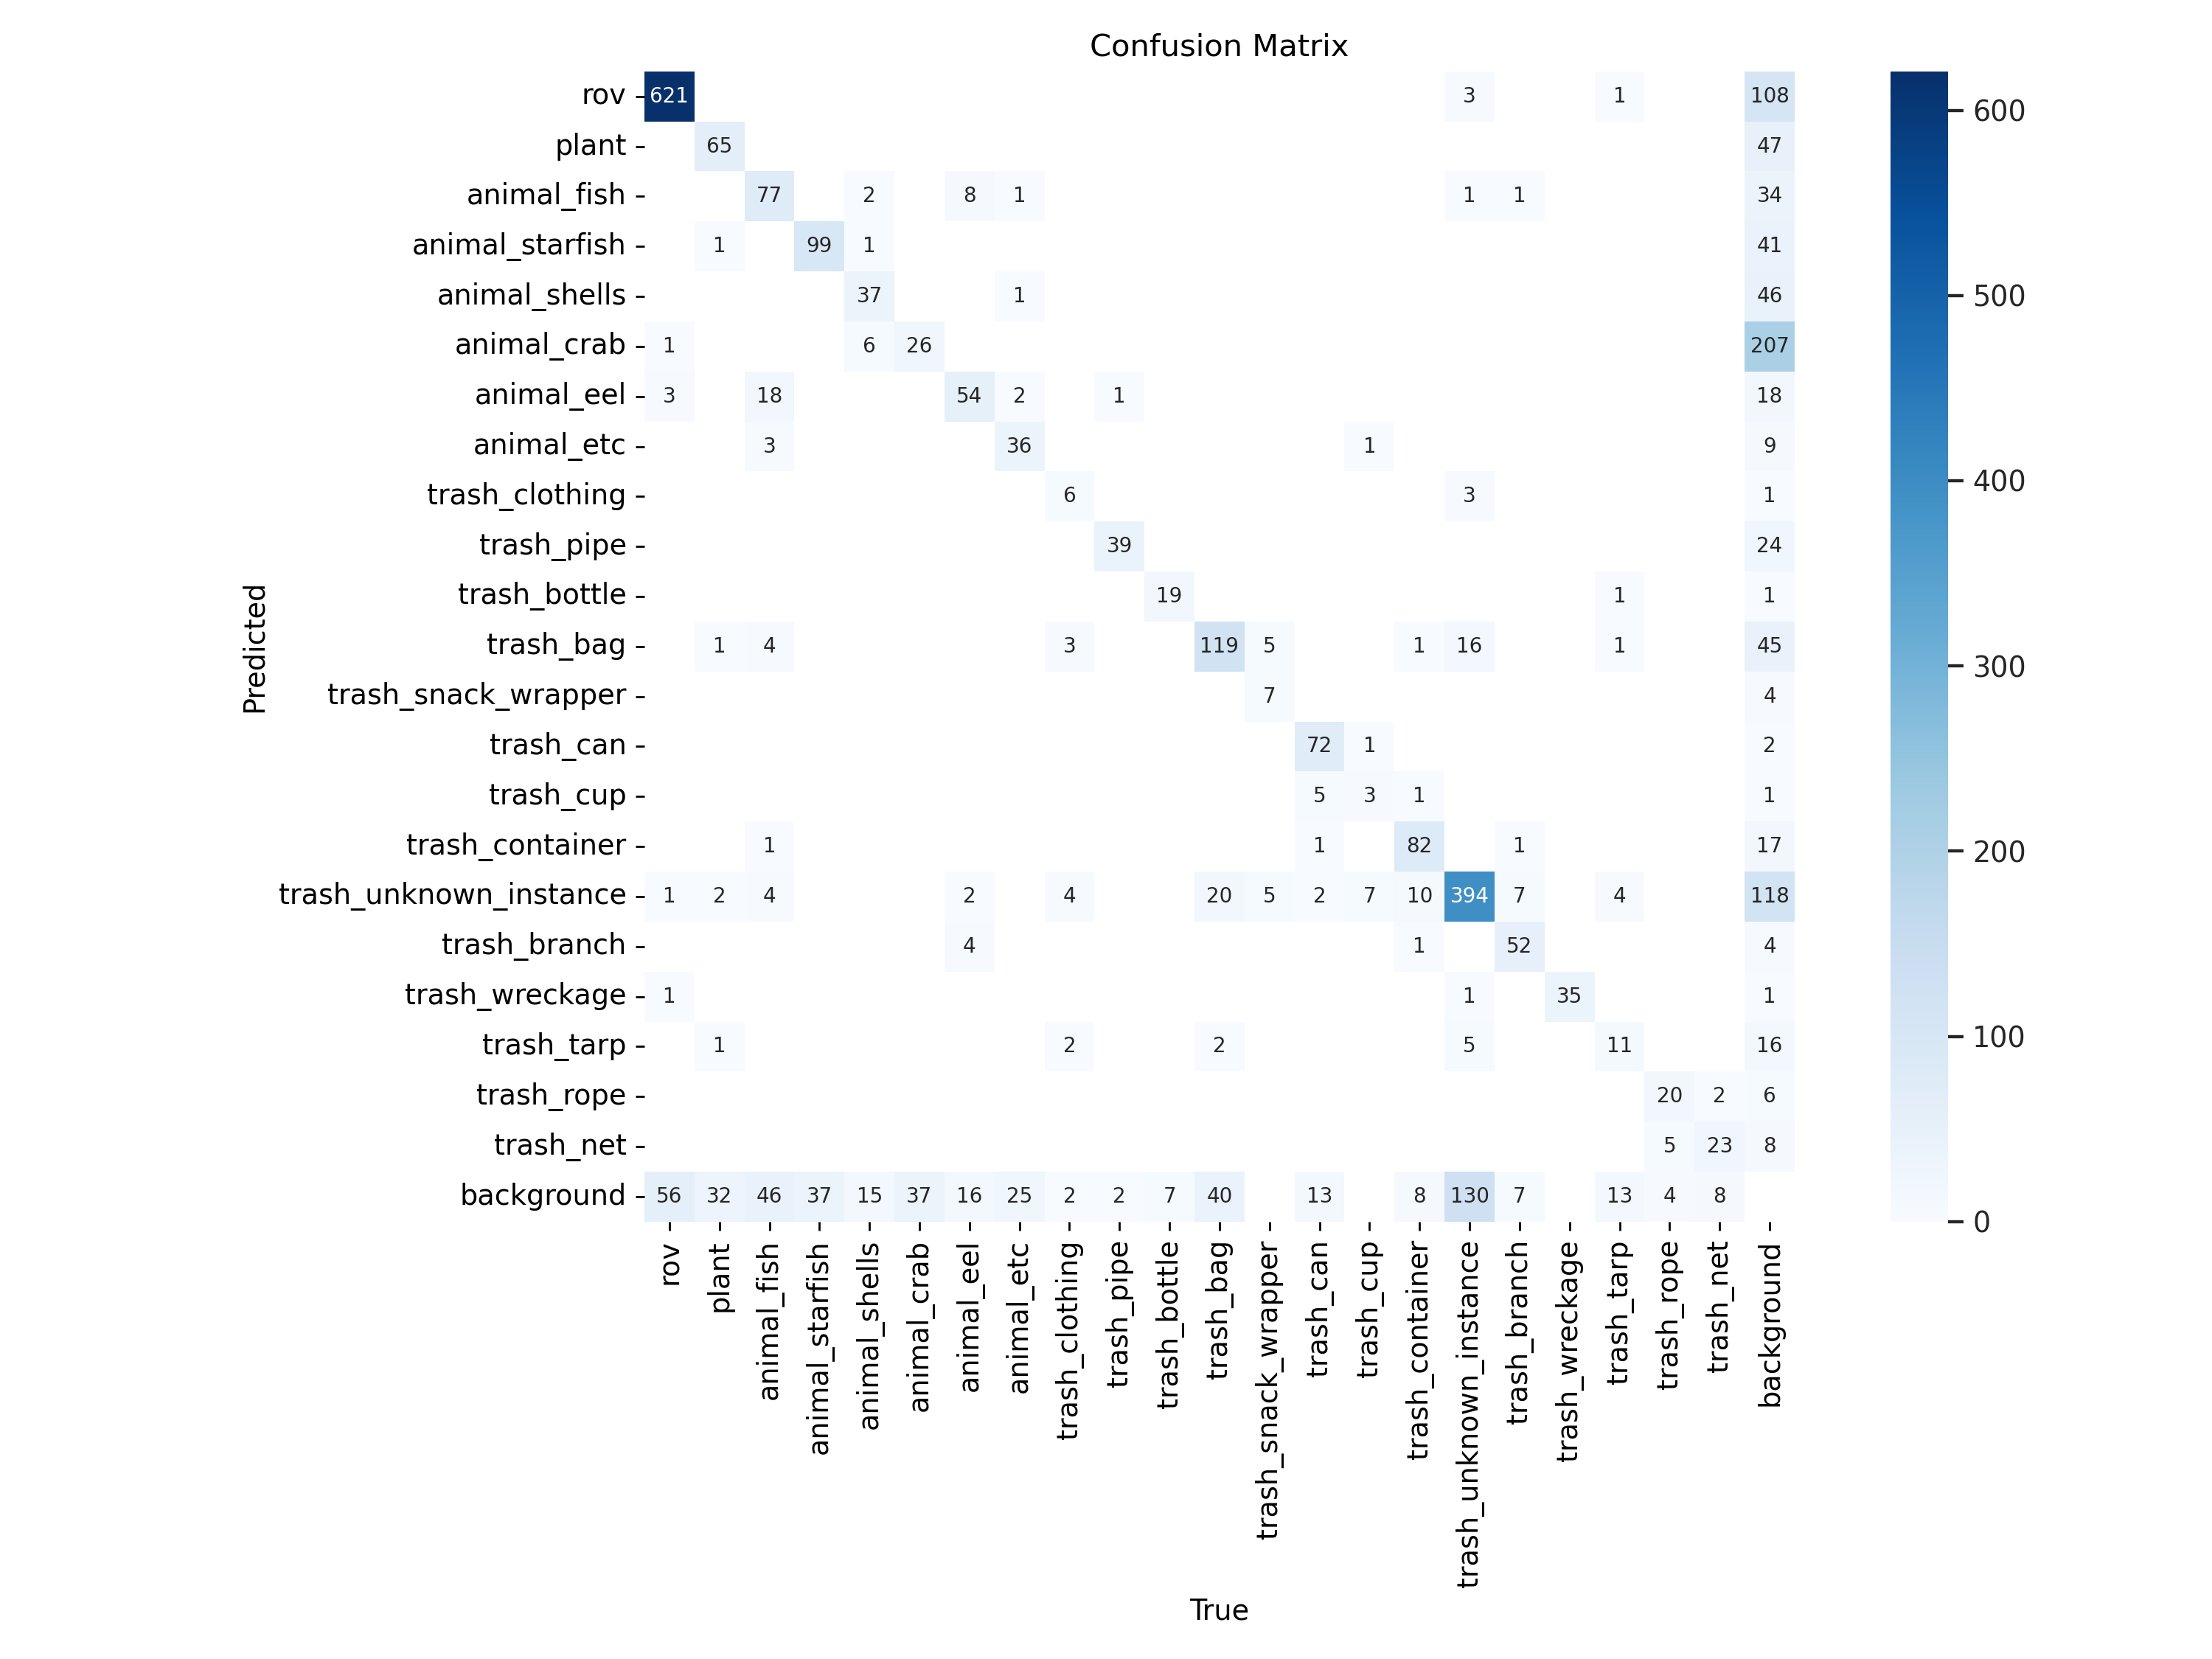 Confusion Matrix
rov 621 3 1 108
plant 65 47
animal_fish 77 2 8 1 1 1 34
animal_starfish 1 99 1 41
animal_shells 37 1 46
animal_crab 1 6 26 207
animal_eel 3 18 54 2 1 18
animal_etc 3 36 1 9
trash_clothing 6 3 1
trash_pipe 39 24
trash_bottle 19 1 1
trash_bag 1 4 3 119 5 1 16 1 45
trash_snack_wrapper 7 4
trash_can 72 1 2
trash_cup 5 3 1 1
trash_container 1 1 82 1 17
trash_unknown_instance 1 2 4 2 4 20 5 2 7 10 394 7 4 118
trash_branch 4 1 52 4
trash_wreckage 1 1 35 1
trash_tarp 1 2 2 5 11 16
trash_rope 20 2 6
trash_net 5 23 8
background 56 32 46 37 15 37 16 25 2 2 7 40 13 8 130 7 13 4 8
Predicted
rov
plant
animal_fish
animal_starfish
animal_shells
animal_crab
animal_eel
animal_etc
trash_clothing
trash_pipe
trash_bottle
trash_bag
trash_snack_wrapper
trash_can
trash_cup
trash_container
trash_unknown_instance
trash_branch
trash_wreckage
trash_tarp
trash_rope
trash_net
background
True
600
500
400
300
200
100
0